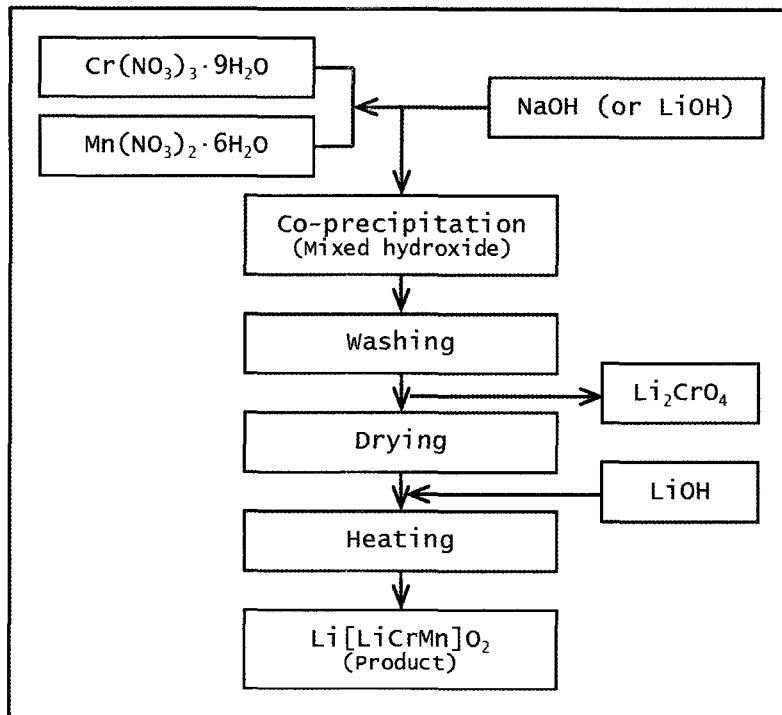 Cr(NO₃)₃·9H₂O
NaOH (or LiOH)
Mn(NO₃)₂·6H₂O
Co-precipitation
(Mixed hydroxide)
Washing
Li₂CrO₄
Drying
LiOH
Heating
Li[LiCrMn]O₂
(Product)